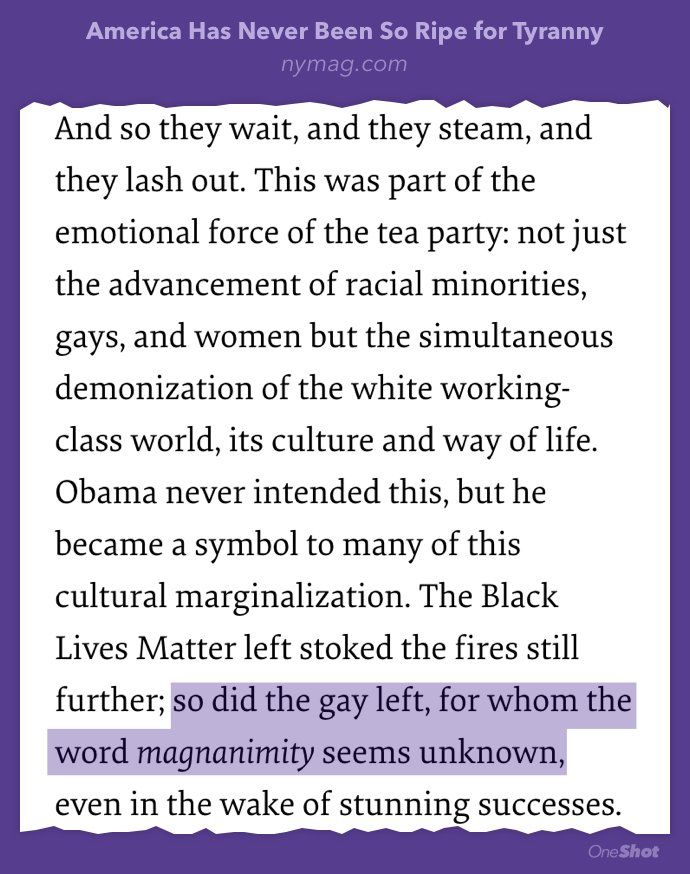 America Has Never Been So Ripe for Tyranny
nymag.com
And so they wait, and they steam, and
they lash out. This was part of the
emotional force of the tea party: not just
the advancement of racial minorities,
gays, and women but the simultaneous
demonization of the white working-
class world, its culture and way of life.
Obama never intended this, but he
became a symbol to many of this
cultural marginalization. The Black
Lives Matter left stoked the fires still
further; so did the gay left, for whom the
word magnanimity seems unknown,
even in the wake of stunning successes.
OneShot